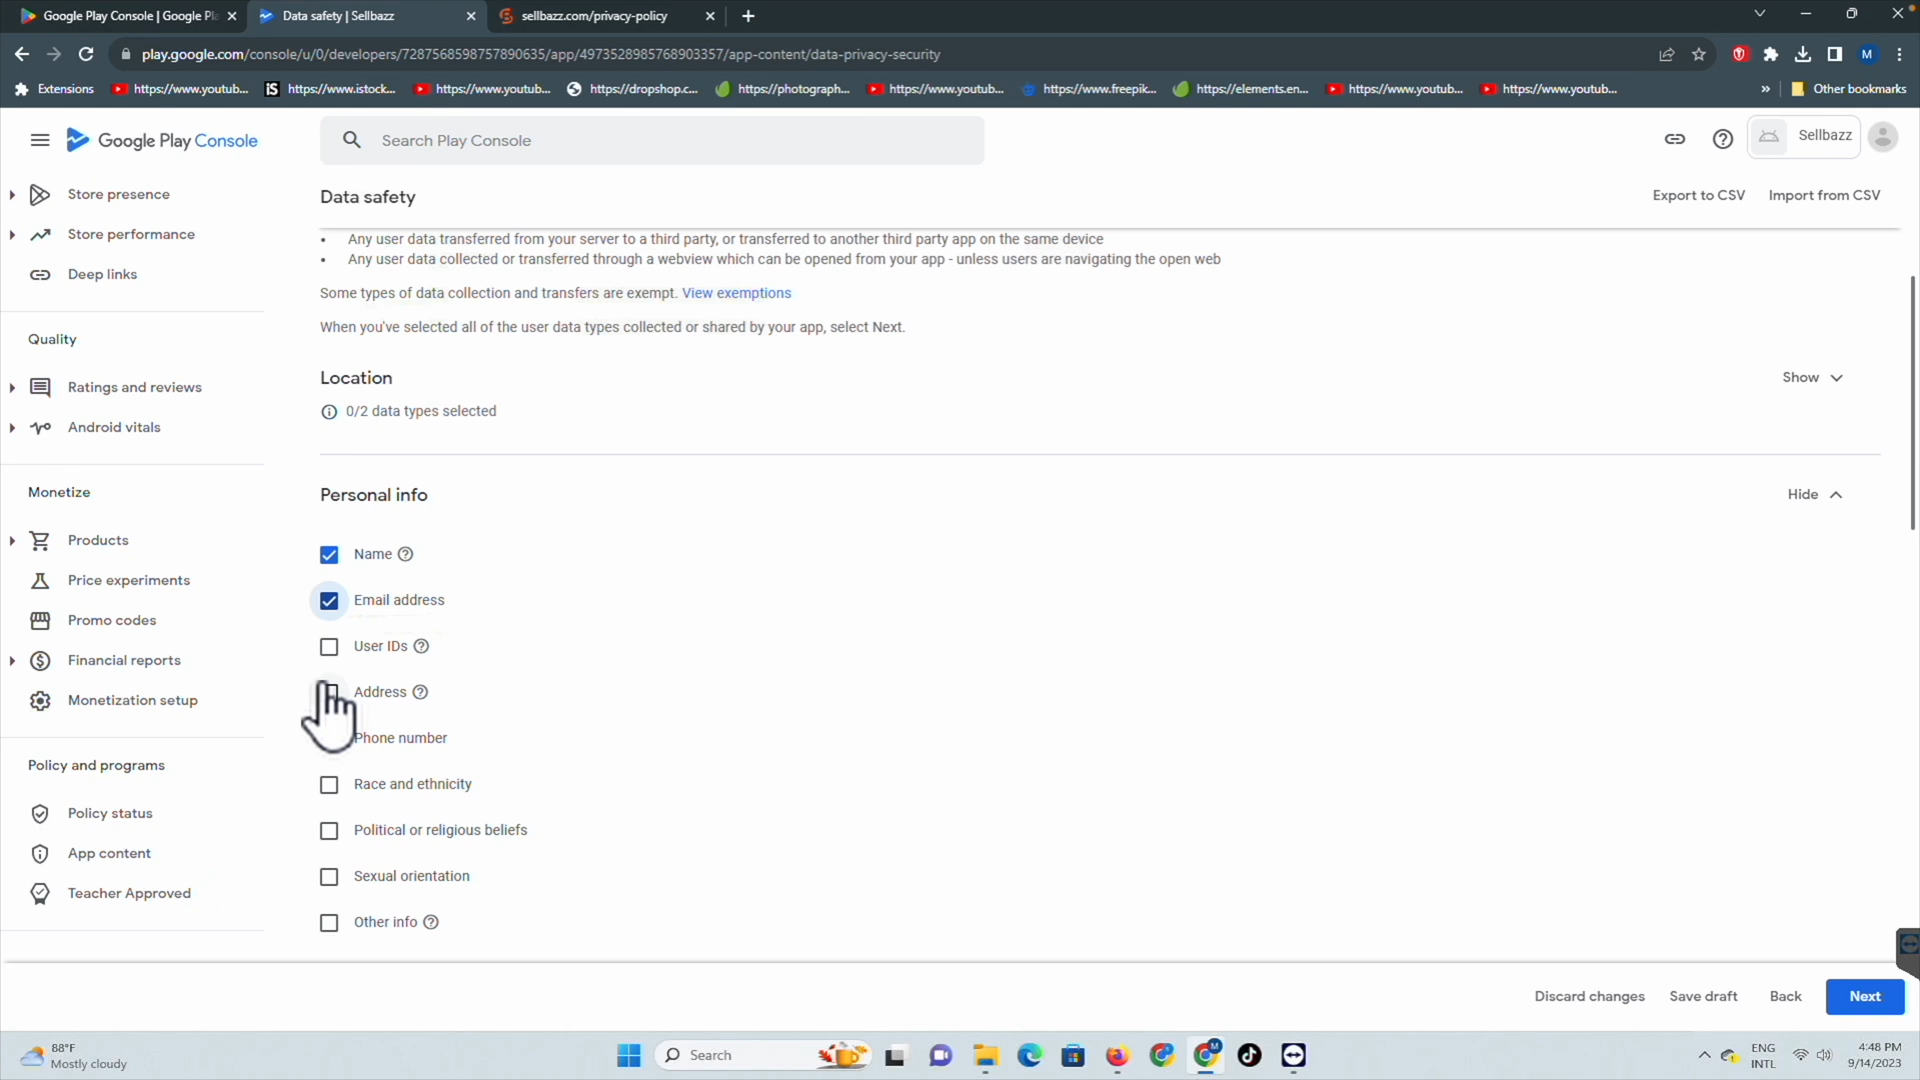 Google Play Console | Google Pla
Data safety | Sellbazz
sellbazz.com/privacy-policy
play.google.com/console/u/0/developers/7287568598757890635/app/4973528985768903357/app-content/data-privacy-security
M
Extensions
https://www.youtub...
iS
https://www.istock...
https://www.youtub...
https://dropshop.c...
https://photograph...
https://www.youtub...
https://www.freepik...
https://elements.en...
https://www.youtub...
https://www.youtub...
»
Other bookmarks
Google Play Console
Search Play Console
Sellbazz
Store presence
Store performance
Deep links
Quality
Ratings and reviews
Android vitals
Monetize
Products
Price experiments
Promo codes
Financial reports
Monetization setup
Policy and programs
Policy status
App content
Teacher Approved
Data safety
Export to CSV
Import from CSV
• Any user data transferred from your server to a third party, or transferred to another third party app on the same device
• Any user data collected or transferred through a webview which can be opened from your app - unless users are navigating the open web
Some types of data collection and transfers are exempt. View exemptions
When you've selected all of the user data types collected or shared by your app, select Next.
Location
Show
0/2 data types selected
Personal info
Hide
Name
Email address
User IDs
Address
Phone number
Race and ethnicity
Political or religious beliefs
Sexual orientation
Other info
Discard changes
Save draft
Back
Next
88°F
Mostly cloudy
Search
M
ENG
INTL
4:48 PM
9/14/2023